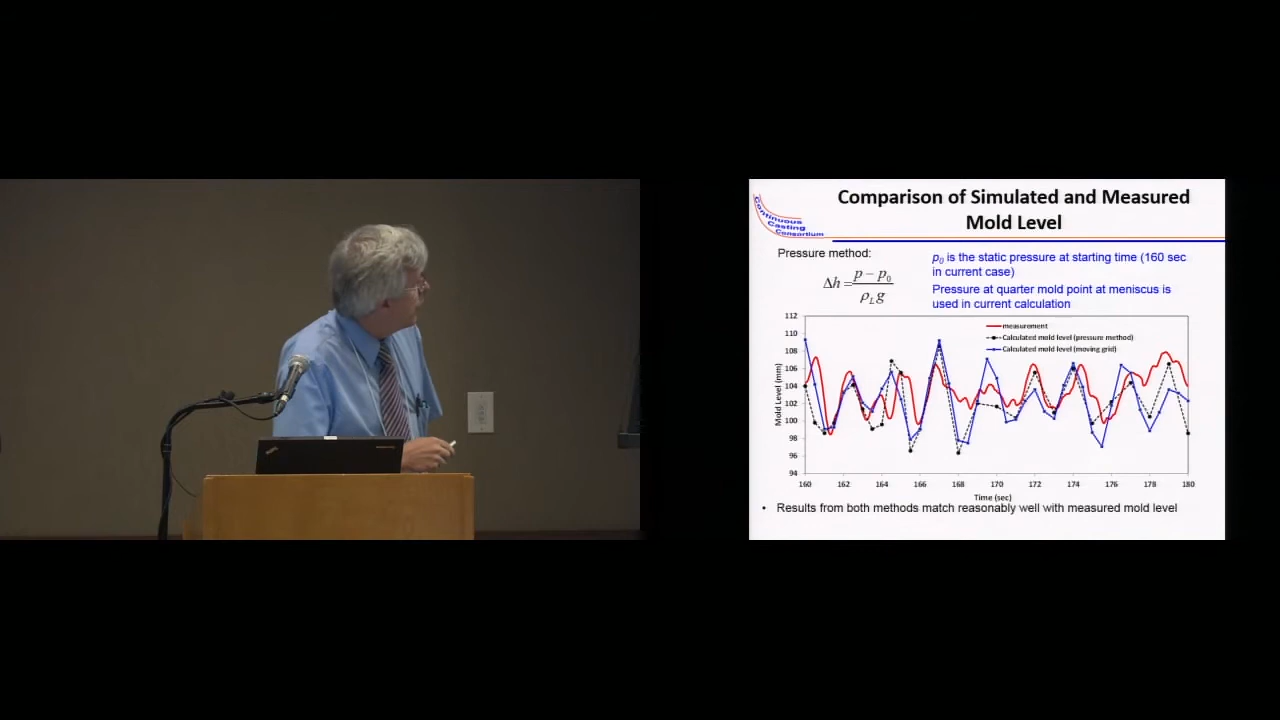 Continuous
Casting
Consortium
Comparison of Simulated and Measured
Mold Level
Pressure method:
Δh = (p − p₀) / (ρ_L g)
p₀ is the static pressure at starting time (160 sec
in current case)
Pressure at quarter mold point at meniscus is
used in current calculation
measurement
Calculated mold level (pressure method)
Calculated mold level (moving grid)
Mold Level (mm)
112
110
108
106
104
102
100
98
96
94
160 162 164 166 168 170 172 174 176 178 180
Time (sec)
• Results from both methods match reasonably well with measured mold level